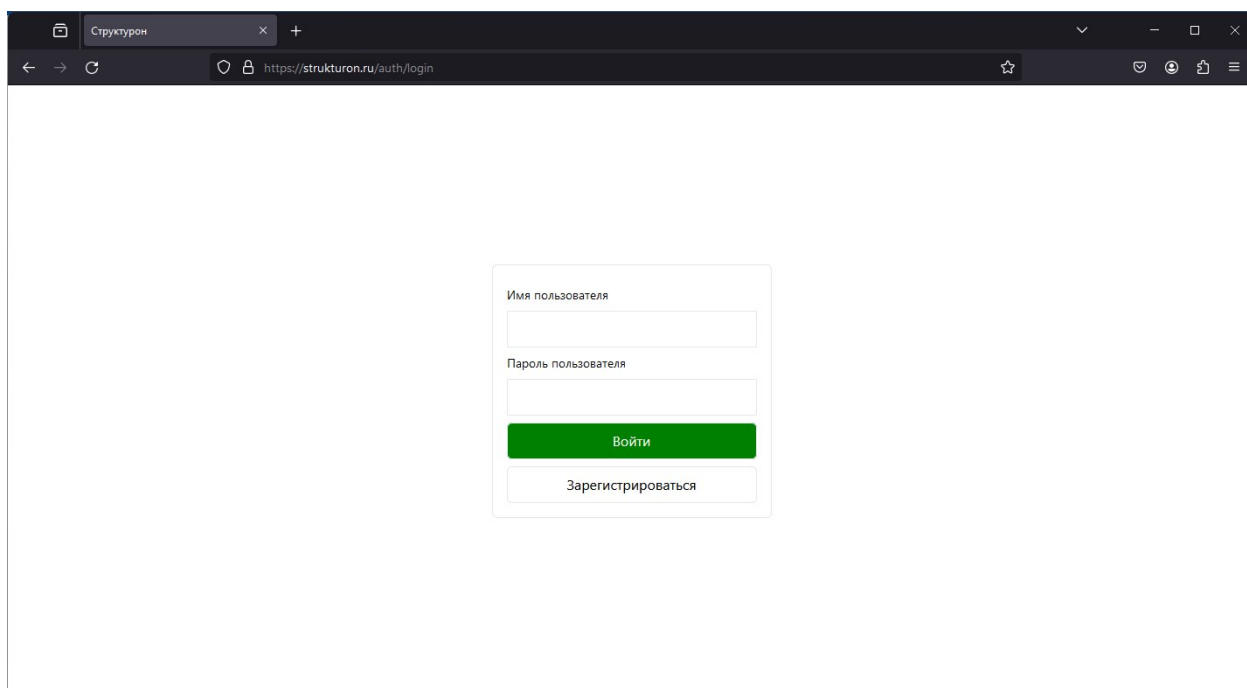 Структурон
https://strukturon.ru/auth/login
Имя пользователя
Пароль пользователя
Войти
Зарегистрироваться